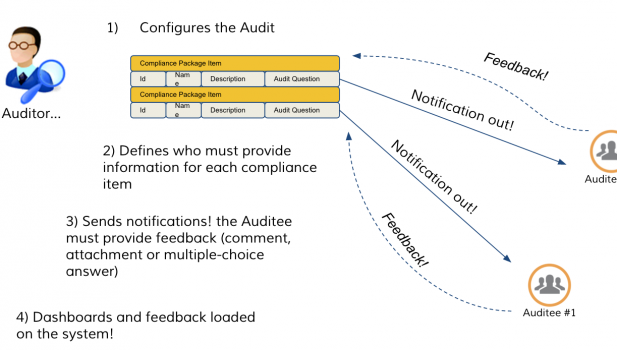 1) Configures the Audit
Feedback!
Compliance Package Item
Id Nam e Description Audit Question
Compliance Package Item
Id Nam e Description Audit Question
Notification out!
Auditor...
2) Defines who must provide
information for each compliance
item
Notification out!
Audite
3) Sends notifications! the Auditee
must provide feedback (comment,
attachment or multiple-choice
answer)
Feedback!
Auditee #1
4) Dashboards and feedback loaded
on the system!